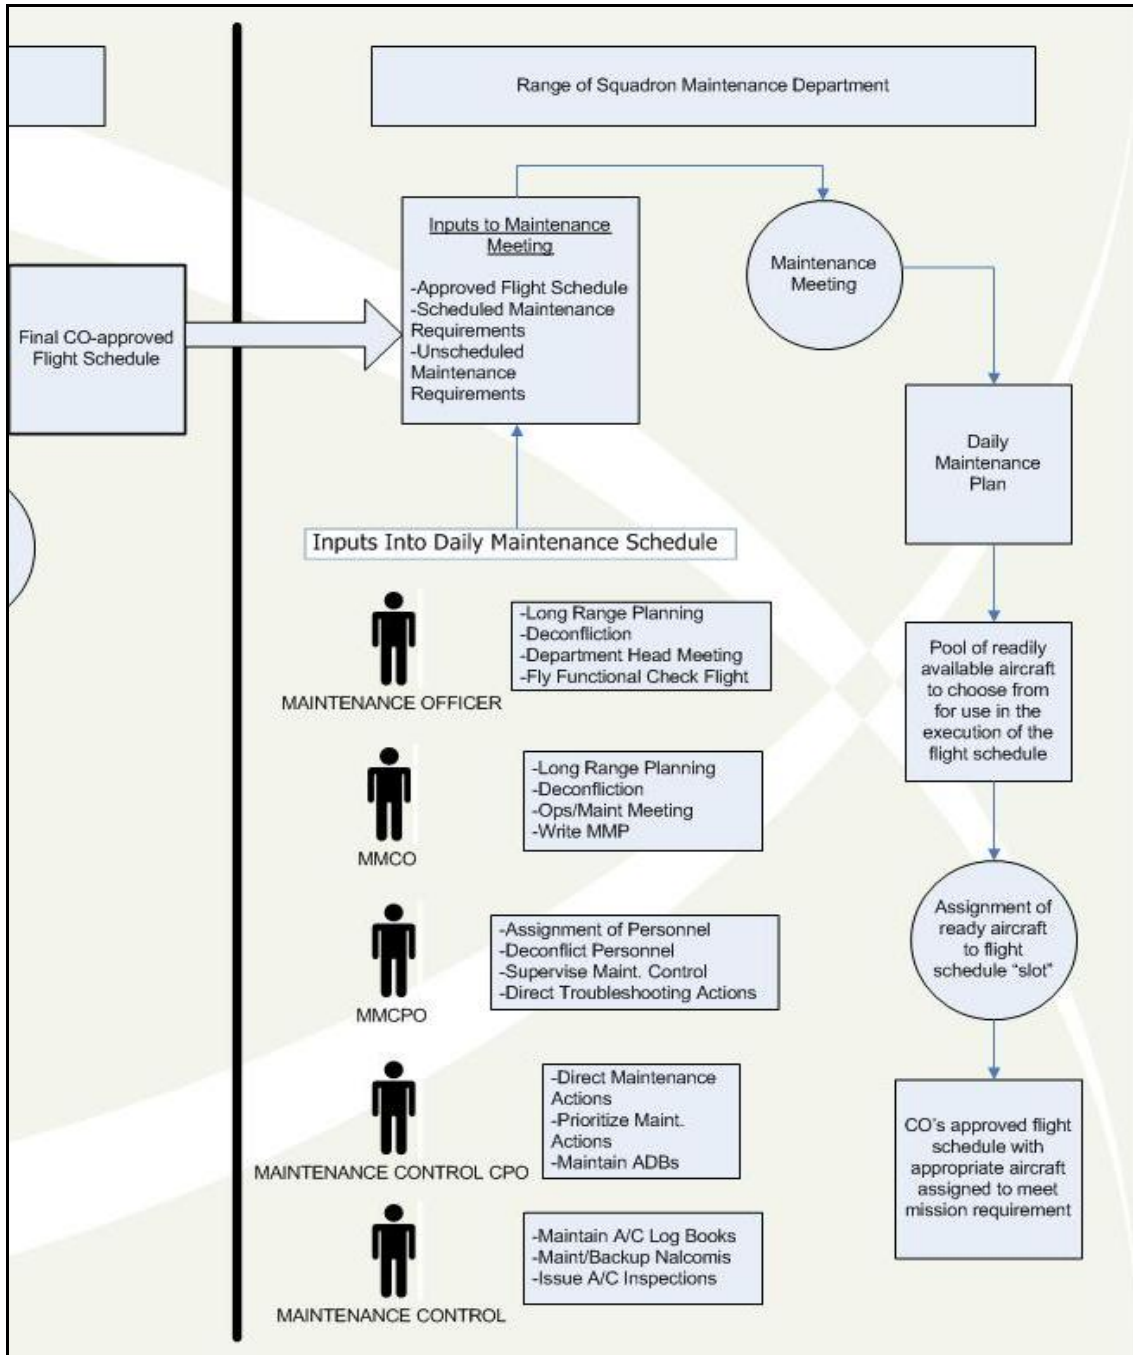 Range of Squadron Maintenance Department
Final CO-approved
Flight Schedule
Inputs to Maintenance
Meeting
-Approved Flight Schedule
-Scheduled Maintenance
Requirements
-Unscheduled
Maintenance
Requirements
Maintenance
Meeting
Daily
Maintenance
Plan
Inputs Into Daily Maintenance Schedule
MAINTENANCE OFFICER
-Long Range Planning
-Deconfliction
-Department Head Meeting
-Fly Functional Check Flight
MMCO
-Long Range Planning
-Deconfliction
-Ops/Maint Meeting
-Write MMP
MMCPO
-Assignment of Personnel
-Deconflict Personnel
-Supervise Maint. Control
-Direct Troubleshooting Actions
MAINTENANCE CONTROL CPO
-Direct Maintenance
Actions
-Prioritize Maint.
Actions
-Maintain ADBs
MAINTENANCE CONTROL
-Maintain A/C Log Books
-Maint/Backup Nalcomis
-Issue A/C Inspections
Pool of readily
available aircraft
to choose from
for use in the
execution of the
flight schedule
Assignment of
ready aircraft
to flight
schedule “slot”
CO’s approved flight
schedule with
appropriate aircraft
assigned to meet
mission requirement